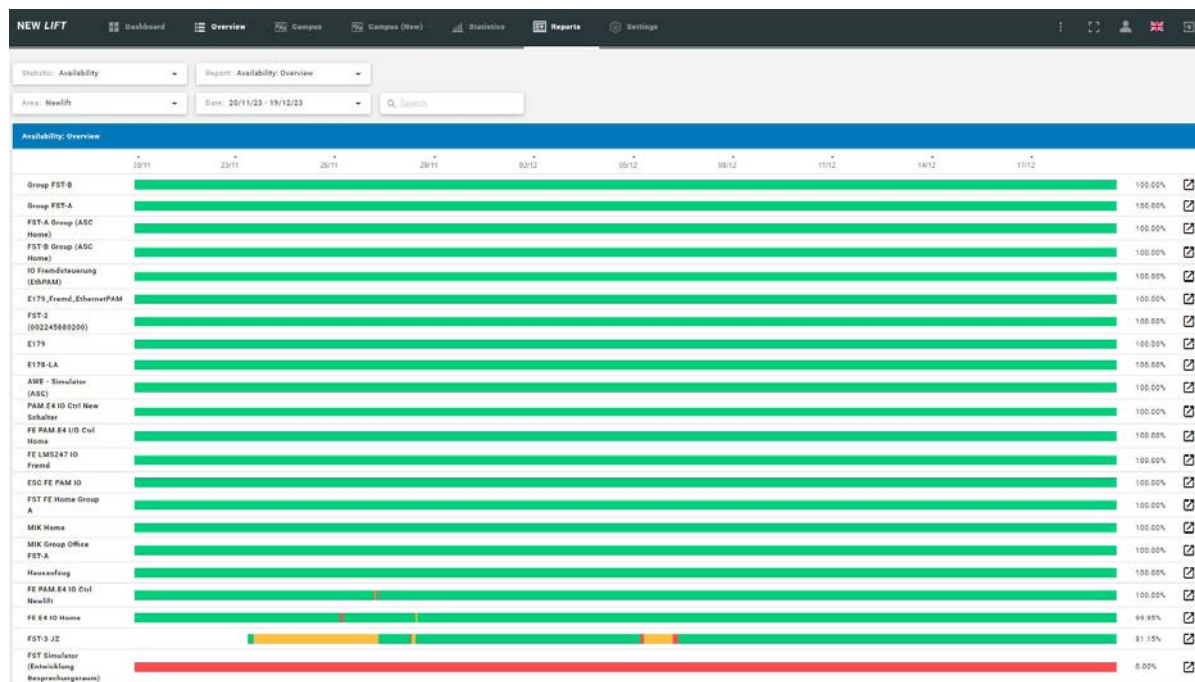 NEW LIFT Dashboard Overview Campus Campus (New) Statistics Reports Settings
Statistic: Availability Report: Availability: Overview
Area: Newlift Date: 20/11/23 - 19/12/23 Search
Availability: Overview
20/11 23/11 26/11 29/11 02/12 05/12 08/12 11/12 14/12 17/12
Group FST-B 100.00%
Group FST-A 100.00%
FST-A Group (ASC
Home) 100.00%
FST-B Group (ASC
Home) 100.00%
IO Fremdsteuerung
(EthPAM) 100.00%
E179_Fremd_EthernetPAM 100.00%
FST-2
(002245880200) 100.00%
E179 100.00%
E178-LA 100.00%
AWE - Simulator
(ASG) 100.00%
PAM.E4 IO Ctrl New
Schalter 100.00%
FE PAM.E4 I/O Ctrl
Home 100.00%
FE LMS247 IO
Fremd 100.00%
ESC FE PAM IO 100.00%
FST FE Home Group
A 100.00%
MIK Home 100.00%
MIK Group Office
FST-A 100.00%
Hausaufzug 100.00%
FE PAM.E4 IO Ctrl
Newlift 100.00%
FE E4 IO Home 99.95%
FST-3 JZ 81.15%
FST Simulator
(Entwicklung
Besprechungsraum) 0.00%